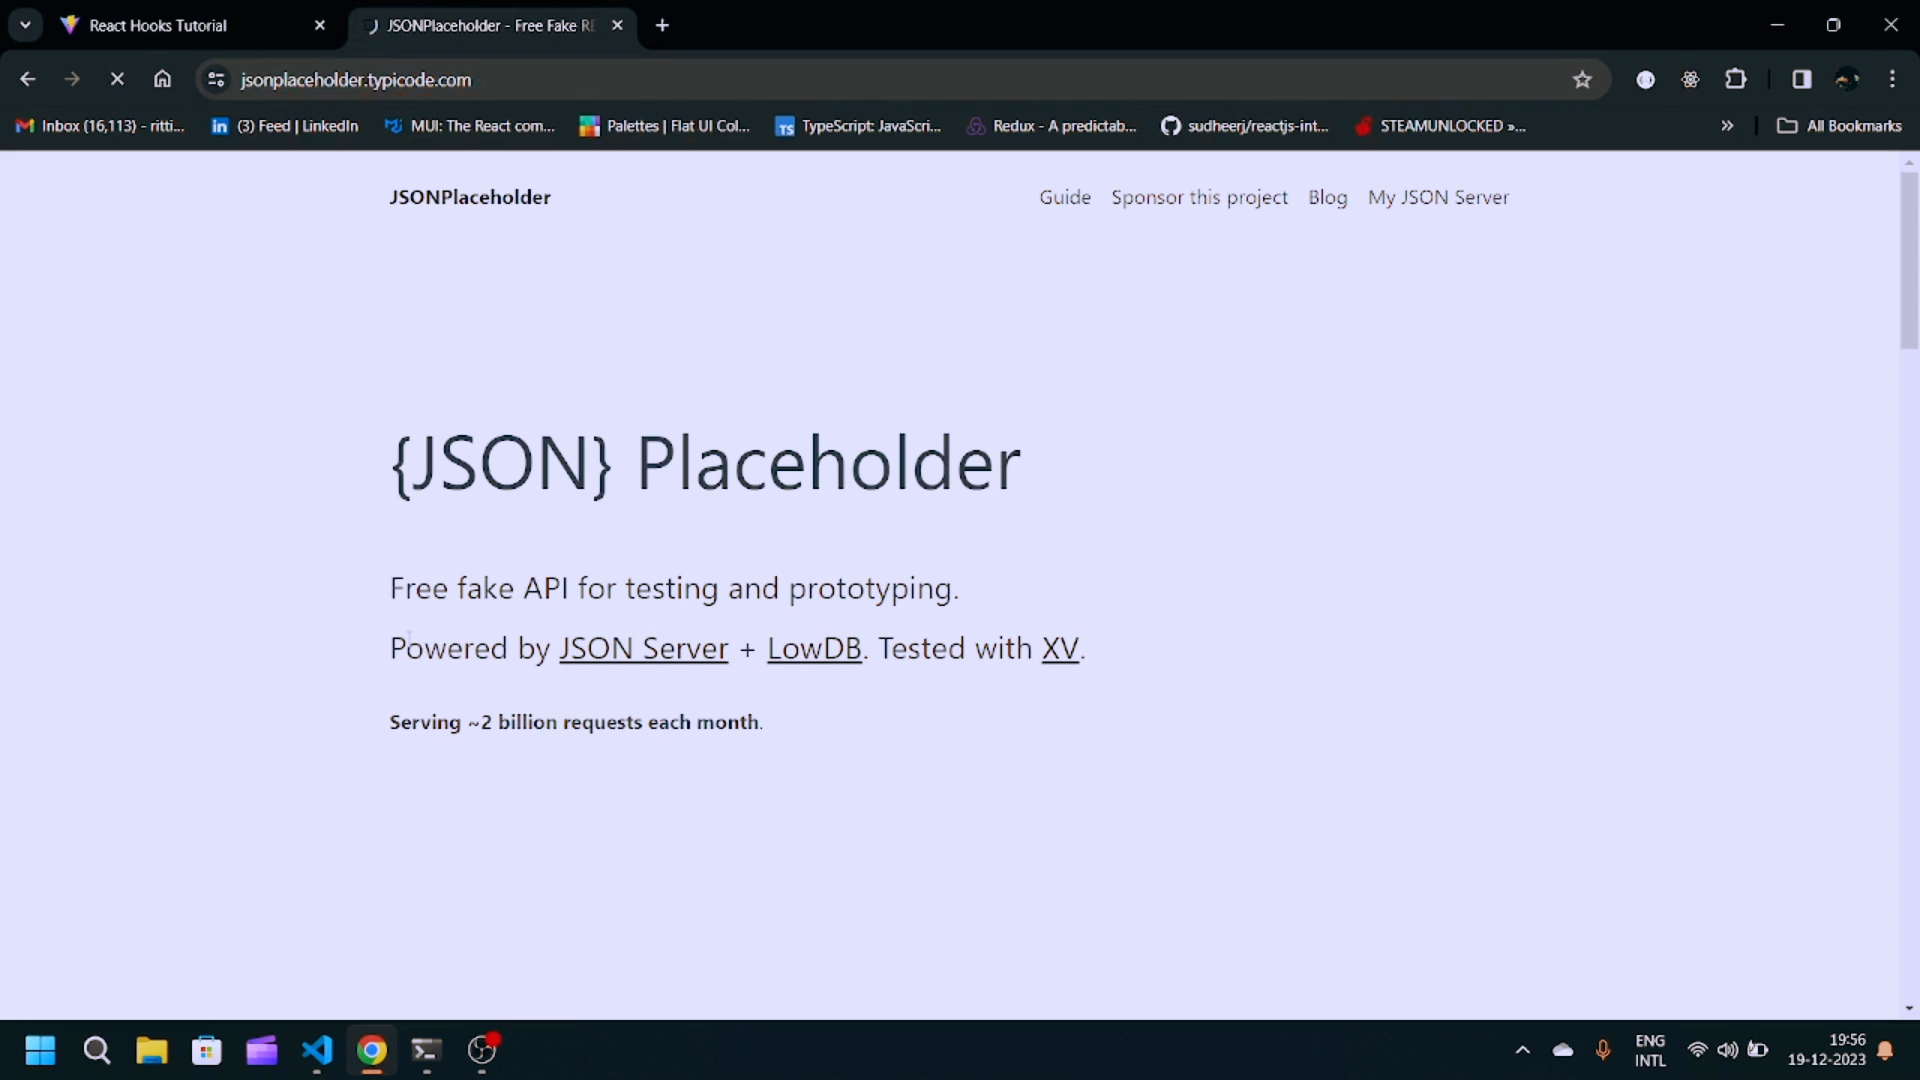 React Hooks Tutorial
JSONPlaceholder - Free Fake RE
jsonplaceholder.typicode.com
Inbox (16,113) - ritti...
(3) Feed | LinkedIn
MUI: The React com...
Palettes | Flat UI Col...
TypeScript: JavaScri...
Redux - A predictab...
sudheerj/reactjs-int...
STEAMUNLOCKED »...
All Bookmarks
JSONPlaceholder
Guide
Sponsor this project
Blog
My JSON Server
{JSON} Placeholder
Free fake API for testing and prototyping.
Powered by JSON Server + LowDB. Tested with XV.
Serving ~2 billion requests each month.
ENG
INTL
19:56
19-12-2023